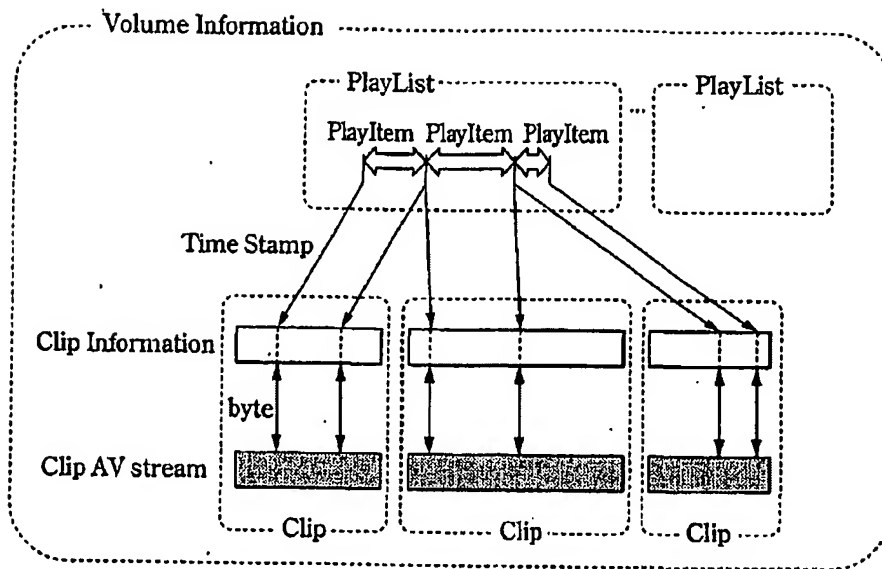 Volume Information
PlayList
PlayList
...
PlayItem PlayItem PlayItem
Time Stamp
Clip Information
byte
Clip AV stream
Clip
Clip
Clip